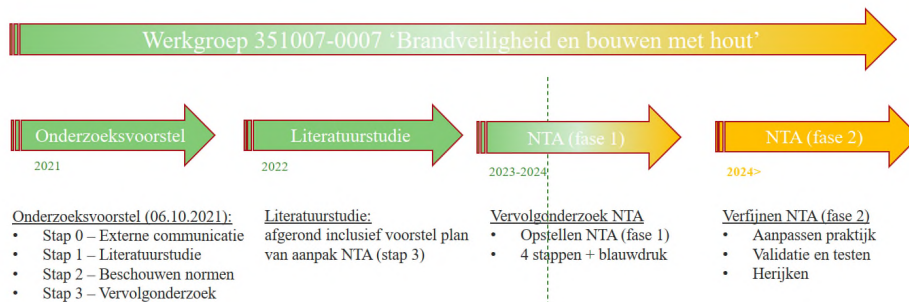 Werkgroep 351007-0007 ‘Brandveiligheid en bouwen met hout’
Onderzoeksvoorstel
2021
Literatuurstudie
2022
NTA (fase 1)
2023-2024
NTA (fase 2)
2024>
Onderzoeksvoorstel (06.10.2021):
• Stap 0 – Externe communicatie
• Stap 1 – Literatuurstudie
• Stap 2 – Beschouwen normen
• Stap 3 – Vervolgonderzoek
Literatuurstudie:
afgerond inclusief voorstel plan
van aanpak NTA (stap 3)
Vervolgonderzoek NTA
• Opstellen NTA (fase 1)
• 4 stappen + blauwdruk
Verfijnen NTA (fase 2)
• Aanpassen praktijk
• Validatie en testen
• Herijken